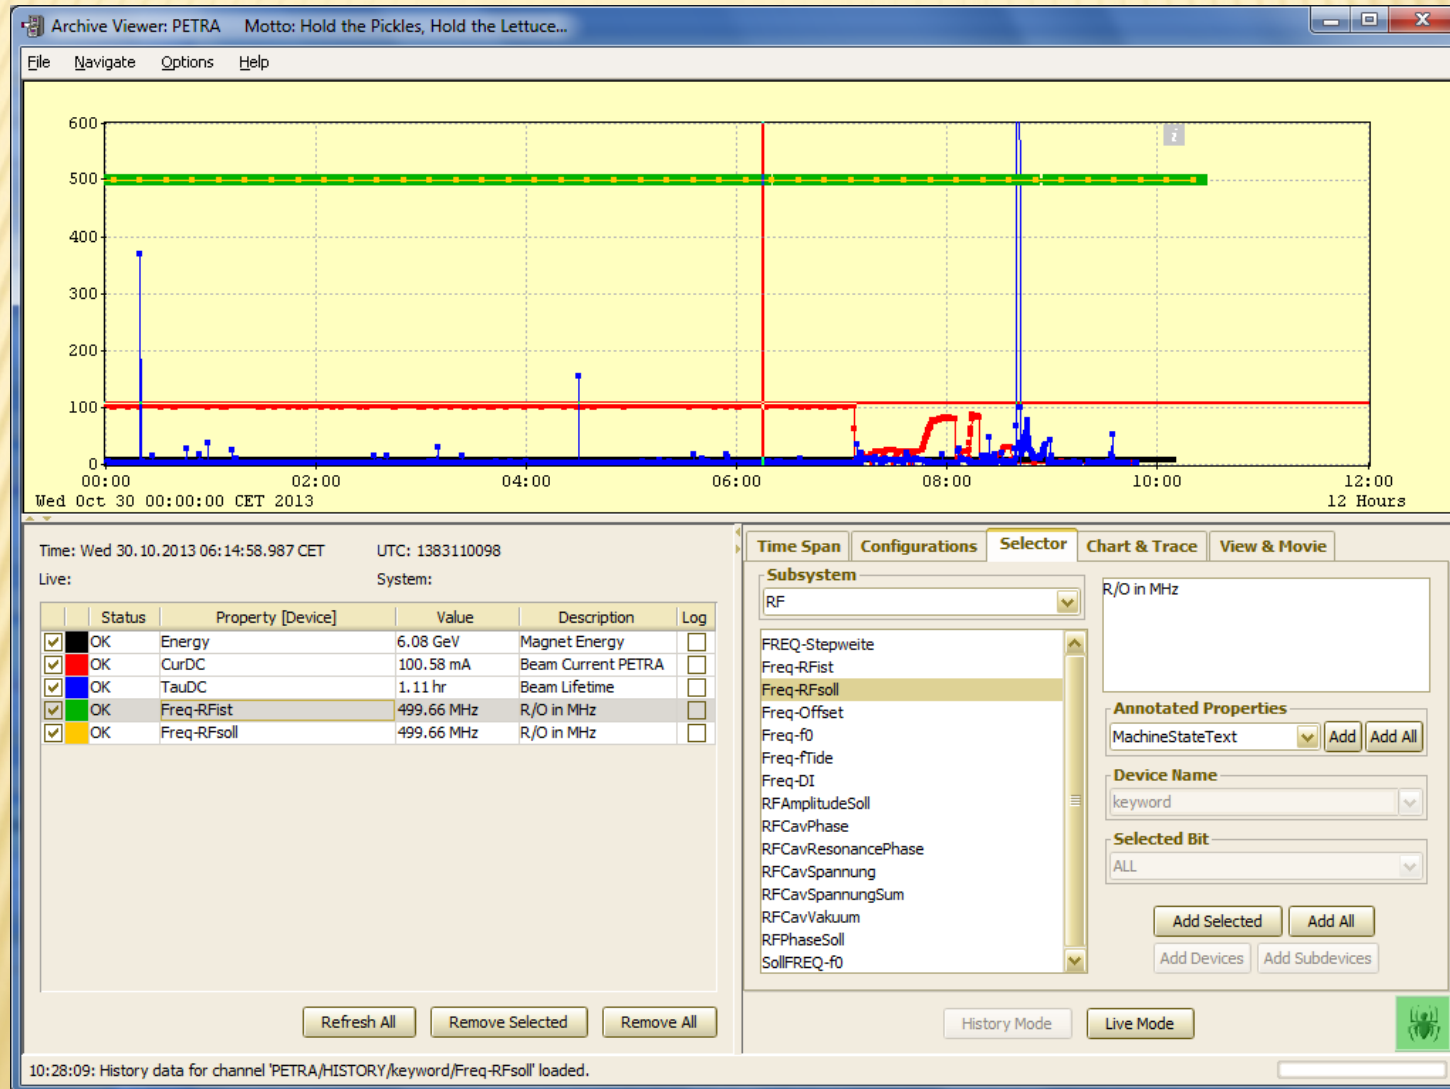 Archive Viewer: PETRA Motto: Hold the Pickles, Hold the Lettuce...
File Navigate Options Help
600
500
400
300
200
100
0
00:00 02:00 04:00 06:00 08:00 10:00 12:00
Wed Oct 30 00:00:00 CET 2013 12 Hours
Time: Wed 30.10.2013 06:14:58.987 CET UTC: 1383110098
Live: System:
Status Property [Device] Value Description Log
OK Energy 6.08 GeV Magnet Energy
OK CurDC 100.58 mA Beam Current PETRA
OK TauDC 1.11 hr Beam Lifetime
OK Freq-RFist 499.66 MHz R/O in MHz
OK Freq-RFsoll 499.66 MHz R/O in MHz
Refresh All Remove Selected Remove All
Time Span Configurations Selector Chart & Trace View & Movie
Subsystem
RF
FREQ-Stepweite
Freq-RFist
Freq-RFsoll
Freq-Offset
Freq-f0
Freq-fTide
Freq-DI
RFAmplitudeSoll
RFCavPhase
RFCavResonancePhase
RFCavSpannung
RFCavSpannungSum
RFCavVakuum
RFPhaseSoll
SollFREQ-f0
R/O in MHz
Annotated Properties
MachineStateText Add Add All
Device Name
keyword
Selected Bit
ALL
Add Selected Add All
Add Devices Add Subdevices
History Mode Live Mode
10:28:09: History data for channel 'PETRA/HISTORY/keyword/Freq-RFsoll' loaded.